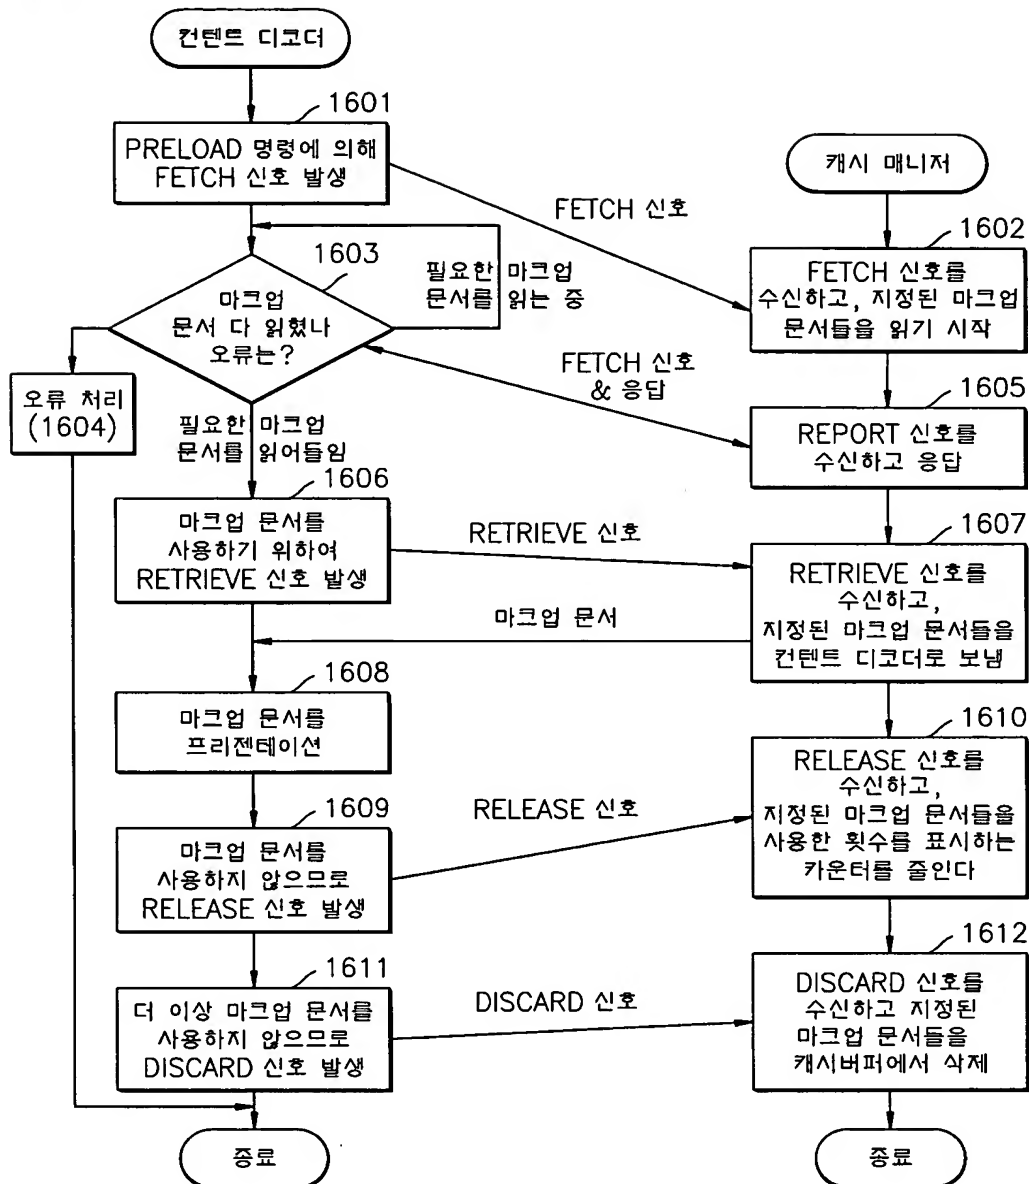 컨텐트 디코더
1601
PRELOAD 명령에 의해
FETCH 신호 발생
캐시 매니저
FETCH 신호
1602
FETCH 신호를
수신하고, 지정된 마크업
문서들을 읽기 시작
1603
마크업
문서 다 읽혔나
오류는?
필요한 마크업
문서를 읽는 중
FETCH 신호
& 응답
오류 처리
(1604)
1605
REPORT 신호를
수신하고 응답
필요한 마크업
문서를 읽어들임
1606
마크업 문서를
사용하기 위하여
RETRIEVE 신호 발생
RETRIEVE 신호
1607
RETRIEVE 신호를
수신하고,
지정된 마크업 문서들을
컨텐트 디코더로 보냄
마크업 문서
1608
마크업 문서를
프리젠테이션
1610
RELEASE 신호를
수신하고,
지정된 마크업 문서들을
사용한 횟수를 표시하는
카운터를 줄인다
RELEASE 신호
1609
마크업 문서를
사용하지 않으므로
RELEASE 신호 발생
1611
더 이상 마크업 문서를
사용하지 않으므로
DISCARD 신호 발생
DISCARD 신호
1612
DISCARD 신호를
수신하고 지정된
마크업 문서들을
캐시버퍼에서 삭제
종료
종료